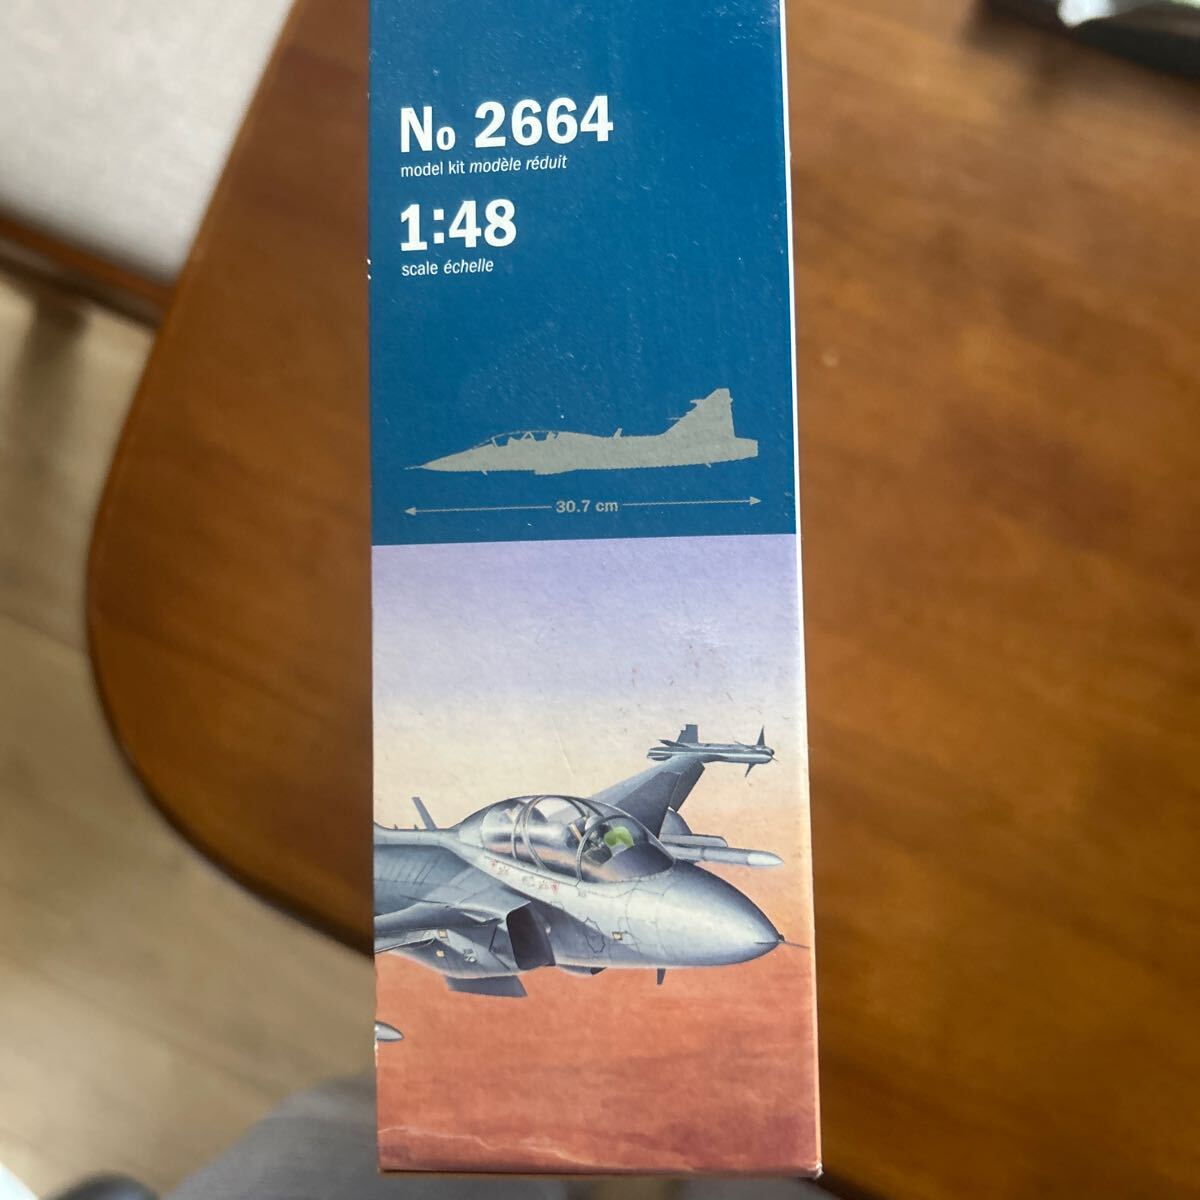 No 2664
model kit modèle réduit
1:48
scale échelle
30.7 cm